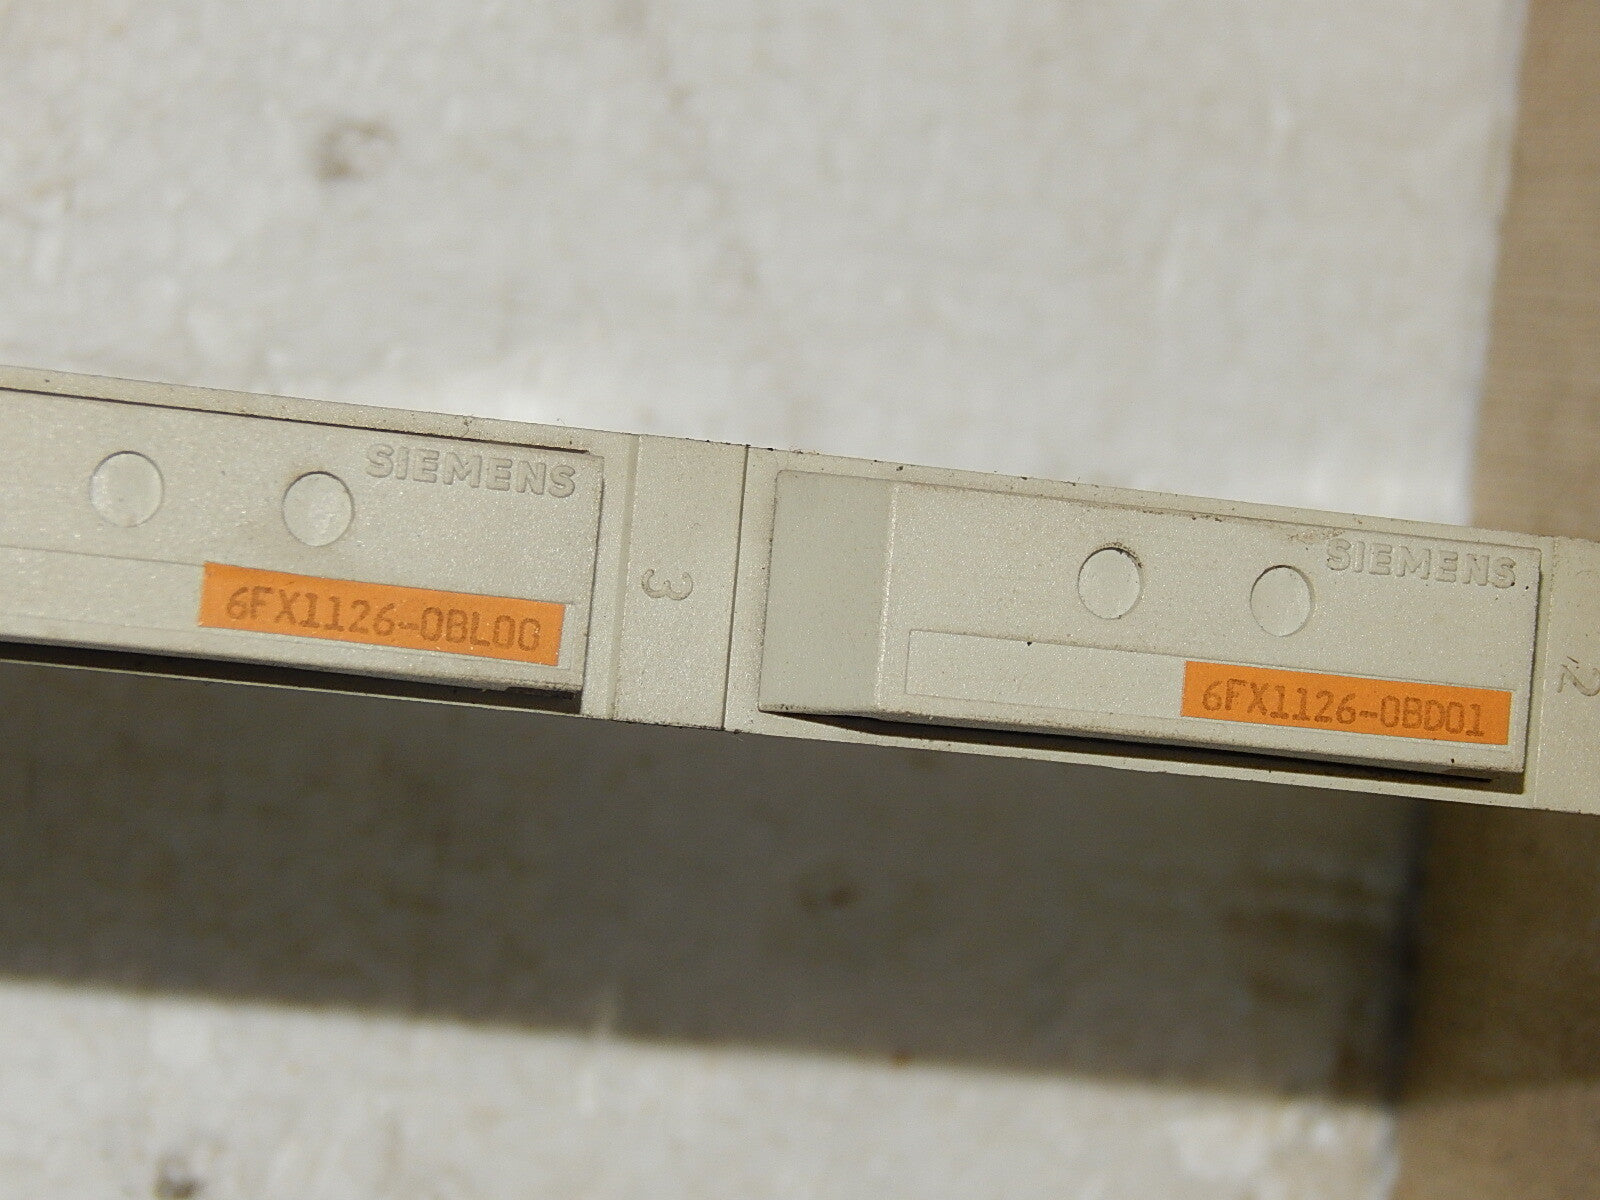 SIEMENS
6FX1126-0BL00
3
SIEMENS
6FX1126-0BD01
2